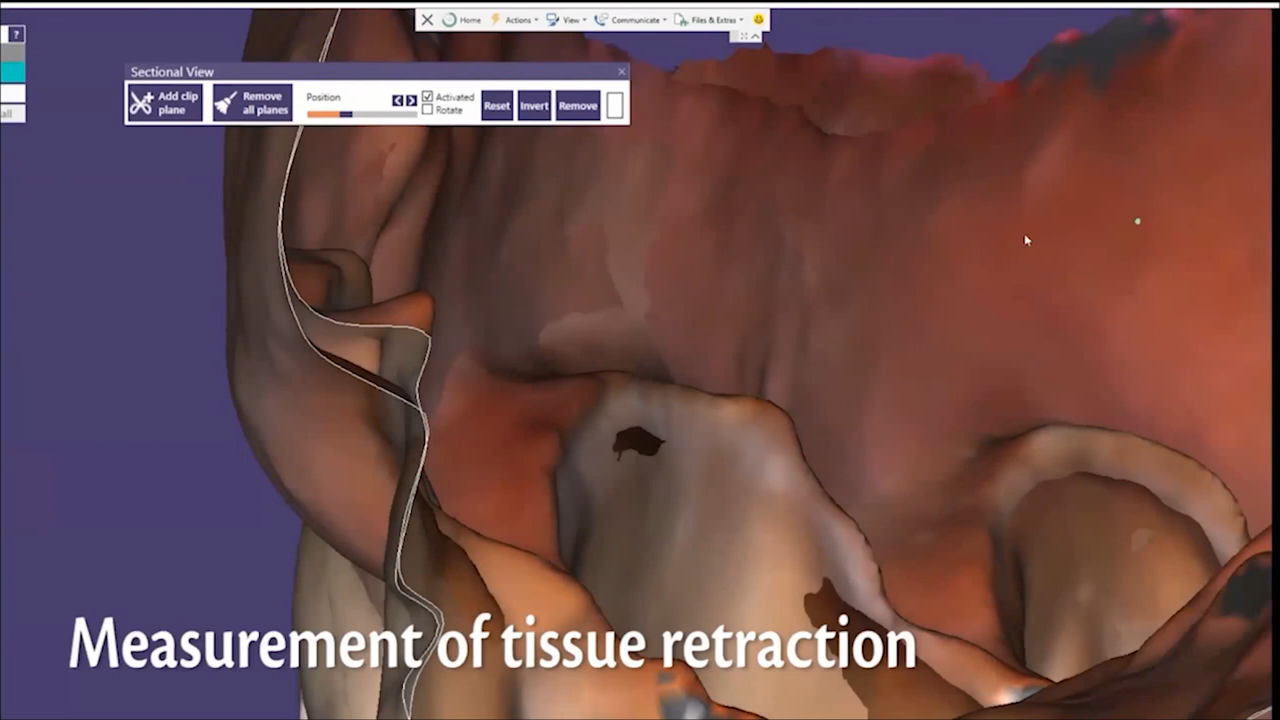 Home Actions View Communicate Files & Extras
?
all
Sectional View
Add clip plane
Remove all planes
Position
Activated
Rotate
Reset Invert Remove
Measurement of tissue retraction